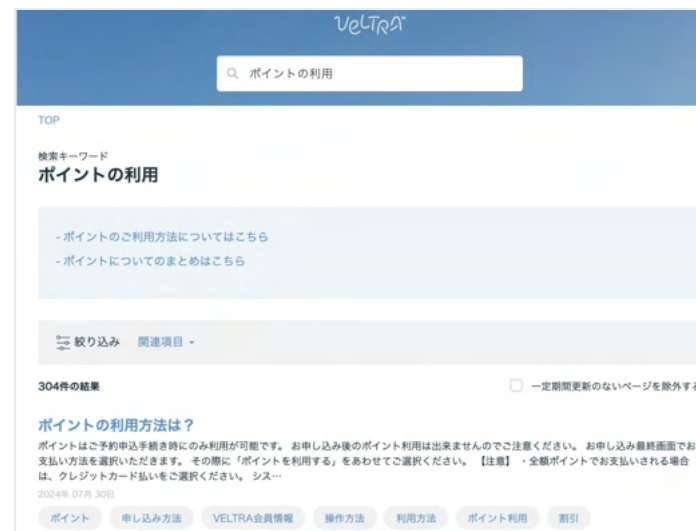 VELTRA
ポイントの利用
TOP
検索キーワード
ポイントの利用
- ポイントのご利用方法についてはこちら
- ポイントについてのまとめはこちら
絞り込み 関連項目
304件の結果 一定期間更新のないページを除外する
ポイントの利用方法は？
ポイントはご予約申込手続き時にのみ利用が可能です。 お申し込み後のポイント利用は出来ませんのでご注意ください。 お申し込み最終画面でお
支払い方法を選択いただきます。 その際に「ポイントを利用する」をあわせてご選択ください。 【注意】 ・全額ポイントでお支払いされる場合
は、クレジットカード払いをご選択ください。 シス…
2024年 07月 30日
ポイント 申し込み方法 VELTRA会員情報 操作方法 利用方法 ポイント利用 割引